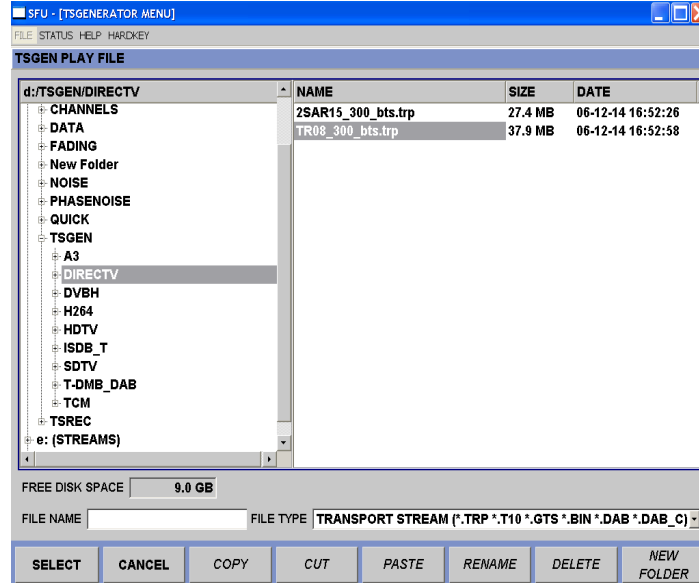 SFU - [TSGENERATOR MENU]
FILE STATUS HELP HARDKEY
TSGEN PLAY FILE
d:/TSGEN/DIRECTV
CHANNELS
DATA
FADING
New Folder
NOISE
PHASENOISE
QUICK
TSGEN
A3
DIRECTV
DVBH
H264
HDTV
ISDB_T
SDTV
T-DMB_DAB
TCM
TSREC
e: (STREAMS)
NAME SIZE DATE
2SAR15_300_bts.trp 27.4 MB 06-12-14 16:52:26
TR08_300_bts.trp 37.9 MB 06-12-14 16:52:58
FREE DISK SPACE 9.0 GB
FILE NAME FILE TYPE TRANSPORT STREAM (*.TRP *.T10 *.GTS *.BIN *.DAB *.DAB_C)
SELECT CANCEL COPY CUT PASTE RENAME DELETE NEW FOLDER